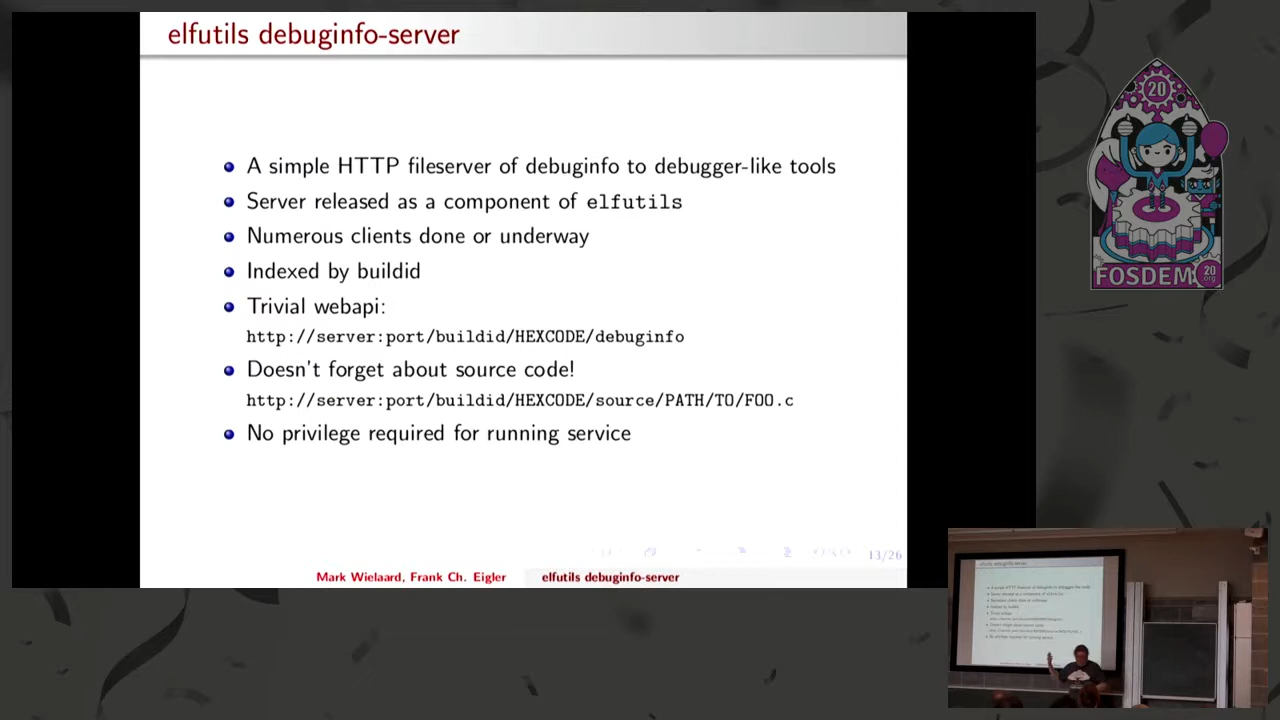 elfutils debuginfo-server
A simple HTTP fileserver of debuginfo to debugger-like tools
Server released as a component of elfutils
Numerous clients done or underway
Indexed by buildid
Trivial webapi:
http://server:port/buildid/HEXCODE/debuginfo
Doesn't forget about source code!
http://server:port/buildid/HEXCODE/source/PATH/TO/FOO.c
No privilege required for running service
13/26
Mark Wielaard, Frank Ch. Eigler
elfutils debuginfo-server
20
FOSDEM
20
.org